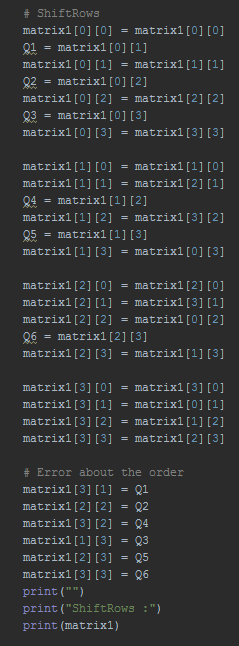 # ShiftRows
matrix1[0][0] = matrix1[0][0]
Q1 = matrix1[0][1]
matrix1[0][1] = matrix1[1][1]
Q2 = matrix1[0][2]
matrix1[0][2] = matrix1[2][2]
Q3 = matrix1[0][3]
matrix1[0][3] = matrix1[3][3]
matrix1[1][0] = matrix1[1][0]
matrix1[1][1] = matrix1[2][1]
Q4 = matrix1[1][2]
matrix1[1][2] = matrix1[3][2]
Q5 = matrix1[1][3]
matrix1[1][3] = matrix1[0][3]
matrix1[2][0] = matrix1[2][0]
matrix1[2][1] = matrix1[3][1]
matrix1[2][2] = matrix1[0][2]
Q6 = matrix1[2][3]
matrix1[2][3] = matrix1[1][3]
matrix1[3][0] = matrix1[3][0]
matrix1[3][1] = matrix1[0][1]
matrix1[3][2] = matrix1[1][2]
matrix1[3][3] = matrix1[2][3]
# Error about the order
matrix1[3][1] = Q1
matrix1[2][2] = Q2
matrix1[3][2] = Q4
matrix1[1][3] = Q3
matrix1[2][3] = Q5
matrix1[3][3] = Q6
print("")
print("ShiftRows :")
print(matrix1)